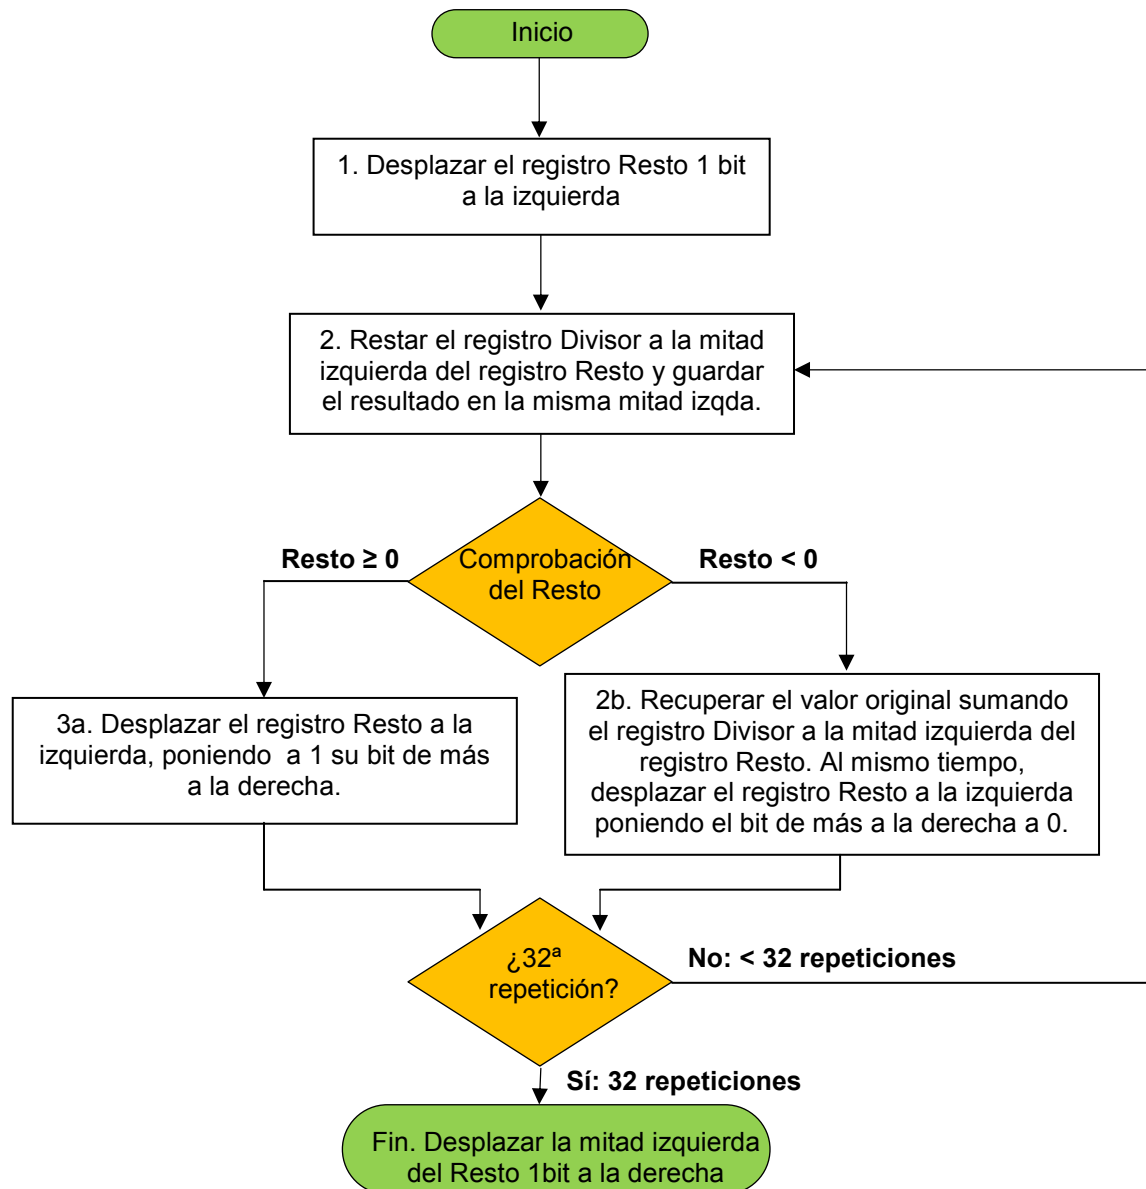 Inicio
1. Desplazar el registro Resto 1 bit
a la izquierda
2. Restar el registro Divisor a la mitad
izquierda del registro Resto y guardar
el resultado en la misma mitad izqda.
Resto ≥ 0
Comprobación
del Resto
Resto < 0
3a. Desplazar el registro Resto a la
izquierda, poniendo a 1 su bit de más
a la derecha.
2b. Recuperar el valor original sumando
el registro Divisor a la mitad izquierda del
registro Resto. Al mismo tiempo,
desplazar el registro Resto a la izquierda
poniendo el bit de más a la derecha a 0.
¿32ª
repetición?
No: < 32 repeticiones
Sí: 32 repeticiones
Fin. Desplazar la mitad izquierda
del Resto 1bit a la derecha